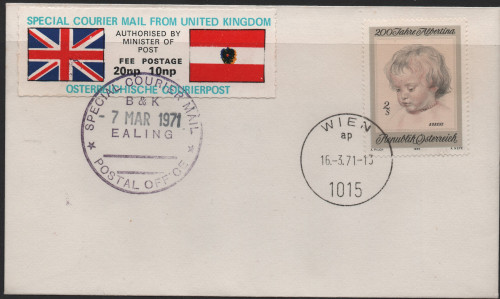 SPECIAL COURIER MAIL FROM UNITED KINGDOM
AUTHORISED BY
MINISTER OF
POST
FEE POSTAGE
20np 10np
OSTERREICHISCHE COURIERPOST
SPECIAL COURIER MAIL
B&K
- 7 MAR 1971
EALING
POSTAL OFFICE
200 Jahre Albertina
2
S
RUBENS
Republik Österreich
WIEN
ap
16.-3.71-13
1015